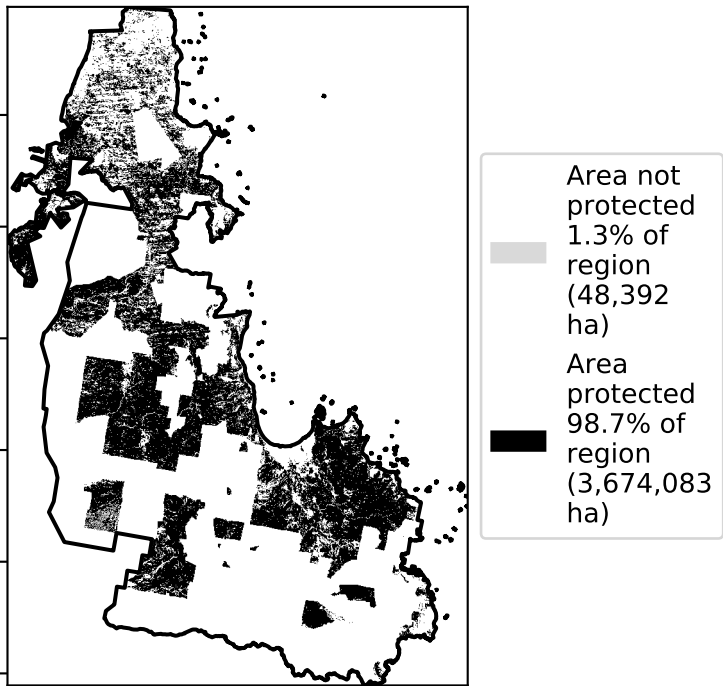 Area not
protected
1.3% of
region
(48,392
ha)
Area
protected
98.7% of
region
(3,674,083
ha)